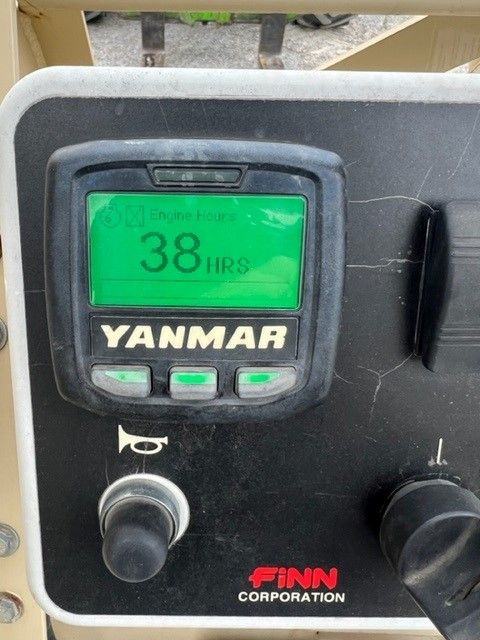 Engine Hours
38 HRS
YANMAR
FINN
CORPORATION